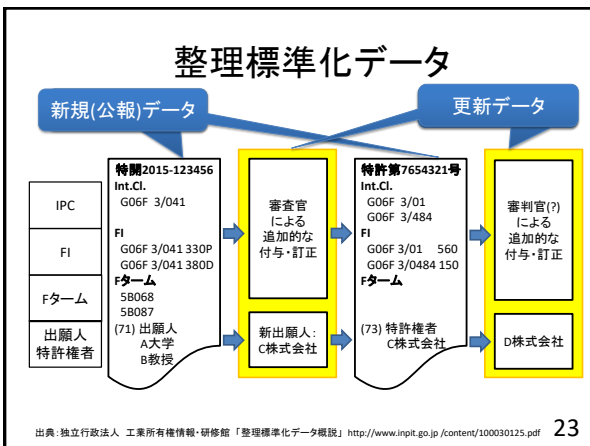 整理標準化データ
新規(公報)データ
更新データ
IPC
FI
Fターム
出願人
特許権者
特開2015-123456
Int.Cl.
G06F 3/041
FI
G06F 3/041 330P
G06F 3/041 380D
Fターム
5B068
5B087
(71) 出願人
A大学
B教授
審査官
による
追加的な
付与・訂正
新出願人:
C株式会社
特許第7654321号
Int.Cl.
G06F 3/01
G06F 3/484
FI
G06F 3/01 560
G06F 3/0484 150
Fターム
(73) 特許権者
C株式会社
審判官(?)
による
追加的な
付与・訂正
D株式会社
出典:独立行政法人 工業所有権情報・研修館 「整理標準化データ概説」 http://www.inpit.go.jp /content/100030125.pdf
23